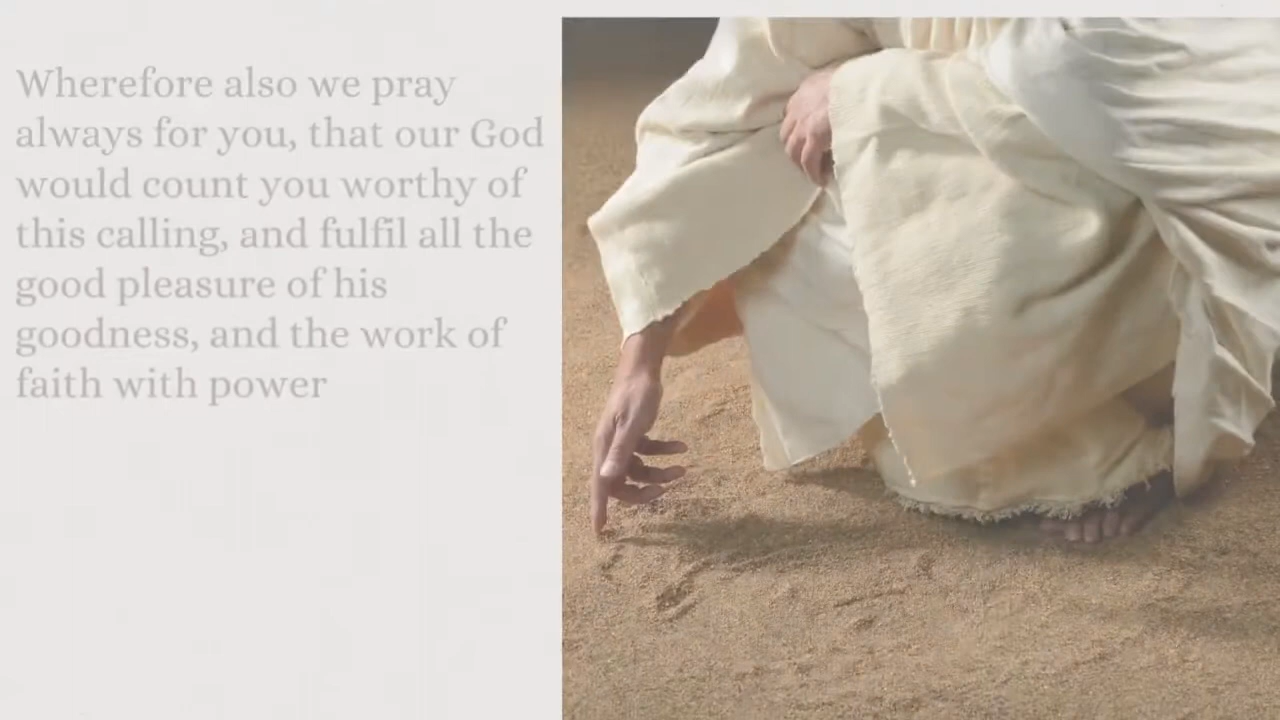 Wherefore also we pray
always for you, that our God
would count you worthy of
this calling, and fulfil all the
good pleasure of his
goodness, and the work of
faith with power